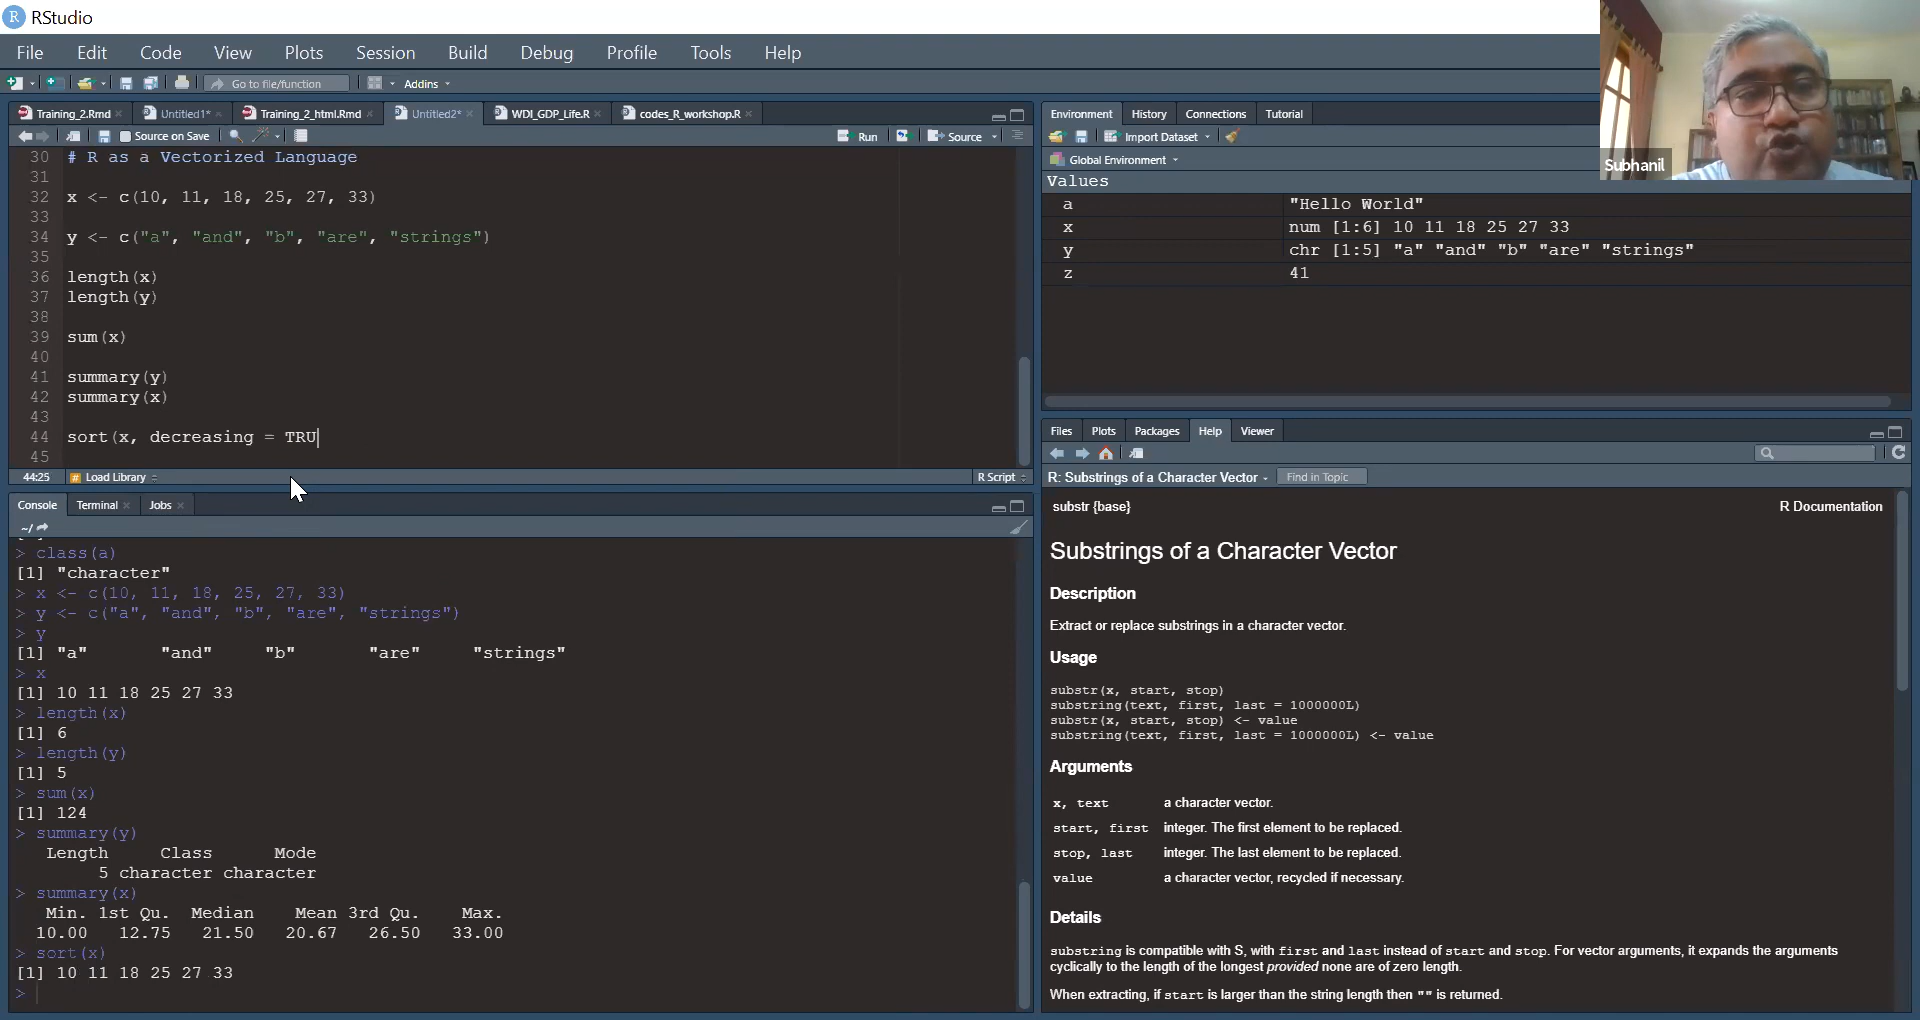 RStudio
File Edit Code View Plots Session Build Debug Profile Tools Help
Go to file/function Addins
Training_2.Rmd Untitled1* Training_2_html.Rmd Untitled2* WDI_GDP_Life.R codes_R_workshop.R
Source on Save Run Source
30 # R as a Vectorized Language
31
32 x <- c(10, 11, 18, 25, 27, 33)
33
34 y <- c("a", "and", "b", "are", "strings")
35
36 length(x)
37 length(y)
38
39 sum(x)
40
41 summary(y)
42 summary(x)
43
44 sort(x, decreasing = TRU
45
44:25 # Load Library R Script
Console Terminal Jobs
~/
> class(a)
[1] "character"
> x <- c(10, 11, 18, 25, 27, 33)
> y <- c("a", "and", "b", "are", "strings")
> y
[1] "a" "and" "b" "are" "strings"
> x
[1] 10 11 18 25 27 33
> length(x)
[1] 6
> length(y)
[1] 5
> sum(x)
[1] 124
> summary(y)
Length Class Mode
5 character character
> summary(x)
Min. 1st Qu. Median Mean 3rd Qu. Max.
10.00 12.75 21.50 20.67 26.50 33.00
> sort(x)
[1] 10 11 18 25 27 33
>
Environment History Connections Tutorial
Import Dataset
Global Environment
Values
a "Hello World"
x num [1:6] 10 11 18 25 27 33
y chr [1:5] "a" "and" "b" "are" "strings"
z 41
Subhanil
Files Plots Packages Help Viewer
R: Substrings of a Character Vector Find in Topic
substr {base} R Documentation
Substrings of a Character Vector
Description
Extract or replace substrings in a character vector.
Usage
substr(x, start, stop)
substring(text, first, last = 1000000L)
substr(x, start, stop) <- value
substring(text, first, last = 1000000L) <- value
Arguments
x, text a character vector.
start, first integer. The first element to be replaced.
stop, last integer. The last element to be replaced.
value a character vector, recycled if necessary.
Details
substring is compatible with S, with first and last instead of start and stop. For vector arguments, it expands the arguments
cyclically to the length of the longest provided none are of zero length.
When extracting, if start is larger than the string length then "" is returned.